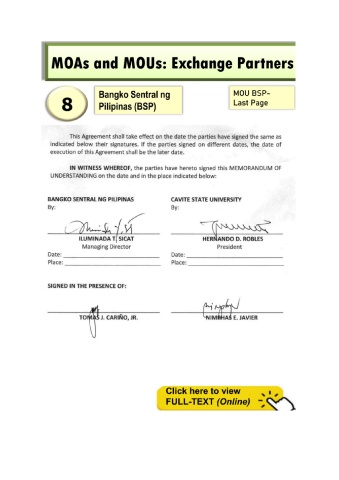 MOAs and MOUs: Exchange Partners
8
Bangko Sentral ng
Pilipinas (BSP)
MOU BSP-
Last Page
This Agreement shall take effect on the date the parties have signed the same as
indicated below their signatures. If the parties signed on different dates, the date of
execution of this Agreement shall be the later date.
IN WITNESS WHEREOF, the parties have hereto signed this MEMORANDUM OF
UNDERSTANDING on the date and in the place indicated below:
BANGKO SENTRAL NG PILIPINAS CAVITE STATE UNIVERSITY
By: By:
ILUMINADA T. SICAT HERNANDO D. ROBLES
Managing Director President
Date: Date:
Place: Place:
SIGNED IN THE PRESENCE OF:
TOMAS J. CARIÑO, JR. NIMPHAS E. JAVIER
Click here to view
FULL-TEXT (Online)